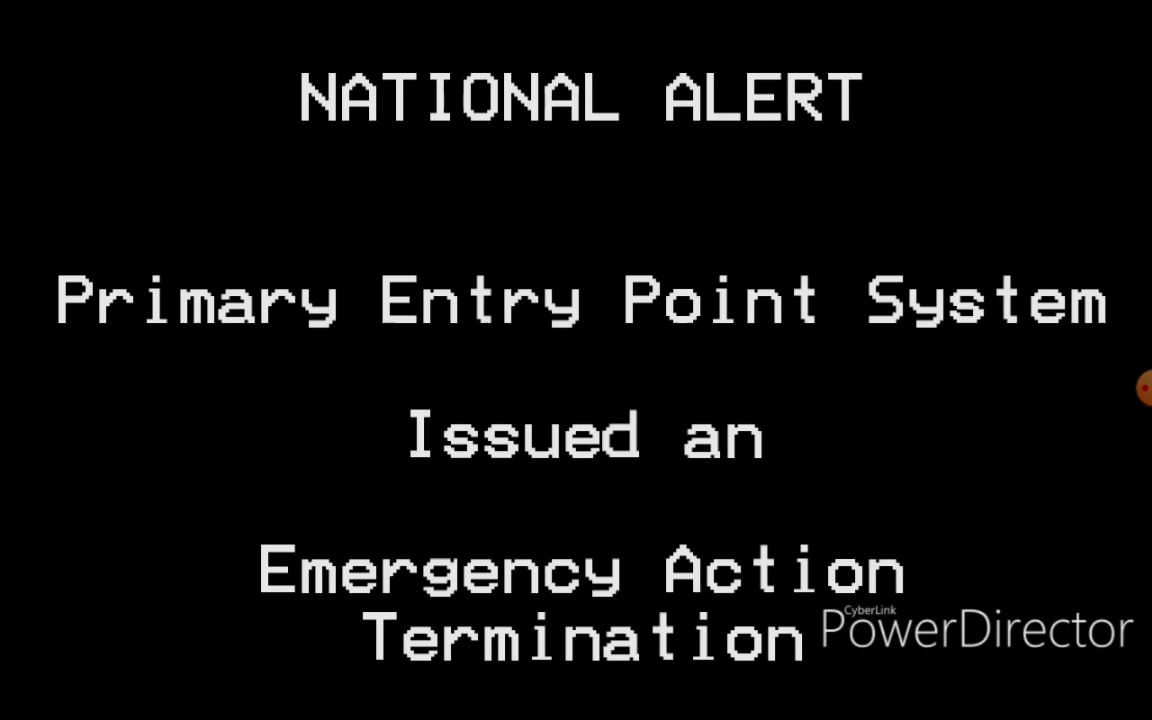 NATIONAL ALERT
Primary Entry Point System
Issued an
Emergency Action
Termination
CyberLink
PowerDirector